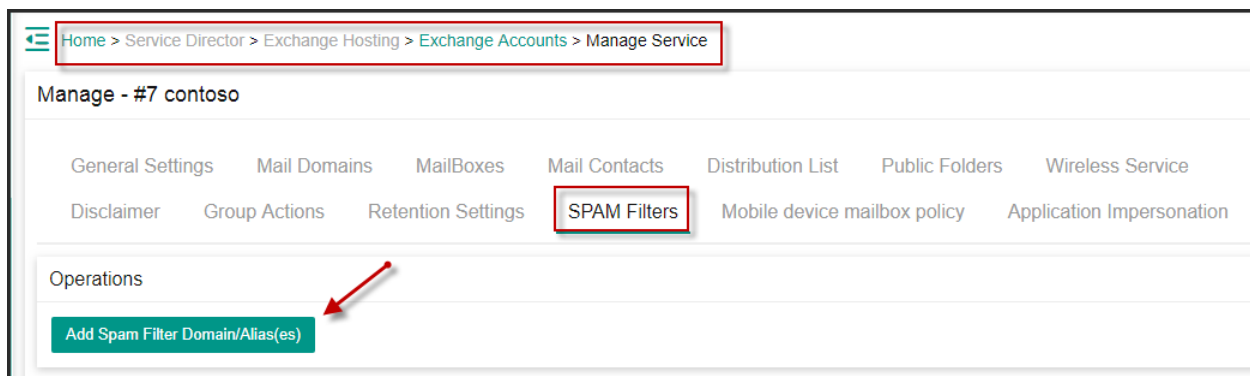 Home > Service Director > Exchange Hosting > Exchange Accounts > Manage Service
Manage - #7 contoso
General Settings Mail Domains MailBoxes Mail Contacts Distribution List Public Folders Wireless Service
Disclaimer Group Actions Retention Settings SPAM Filters Mobile device mailbox policy Application Impersonation
Operations
Add Spam Filter Domain/Alias(es)